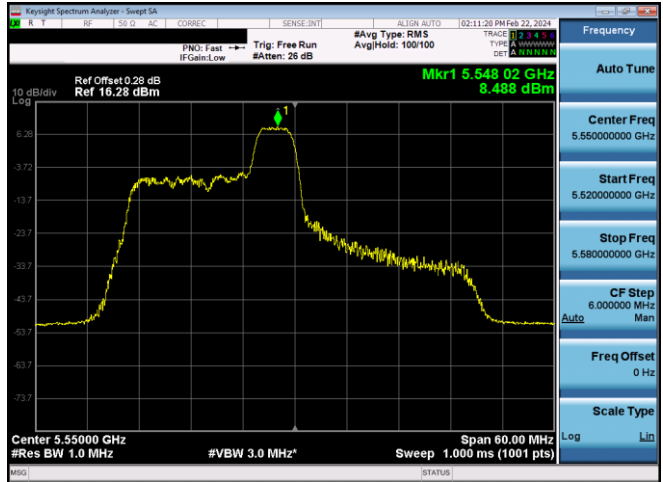 Keysight Spectrum Analyzer - Swept SA
R T RF 50 Ω AC CORREC SENSE:INT ALIGN AUTO 02:11:20 PM Feb 22, 2024
PNO: Fast
IFGain:Low
Trig: Free Run
#Atten: 26 dB
#Avg Type: RMS
Avg|Hold: 100/100
TRACE 1 2 3 4 5 6
TYPE A WWWWW
DET A N N N N N
Ref Offset 0.28 dB
10 dB/div Ref 16.28 dBm
Log
Mkr1 5.548 02 GHz
8.488 dBm
1
6.28
-3.72
-13.7
-23.7
-33.7
-43.7
-53.7
-63.7
-73.7
Center 5.55000 GHz Span 60.00 MHz
#Res BW 1.0 MHz #VBW 3.0 MHz* Sweep 1.000 ms (1001 pts)
MSG STATUS
Frequency
Auto Tune
Center Freq
5.550000000 GHz
Start Freq
5.520000000 GHz
Stop Freq
5.580000000 GHz
CF Step
6.000000 MHz
Auto Man
Freq Offset
0 Hz
Scale Type
Log Lin